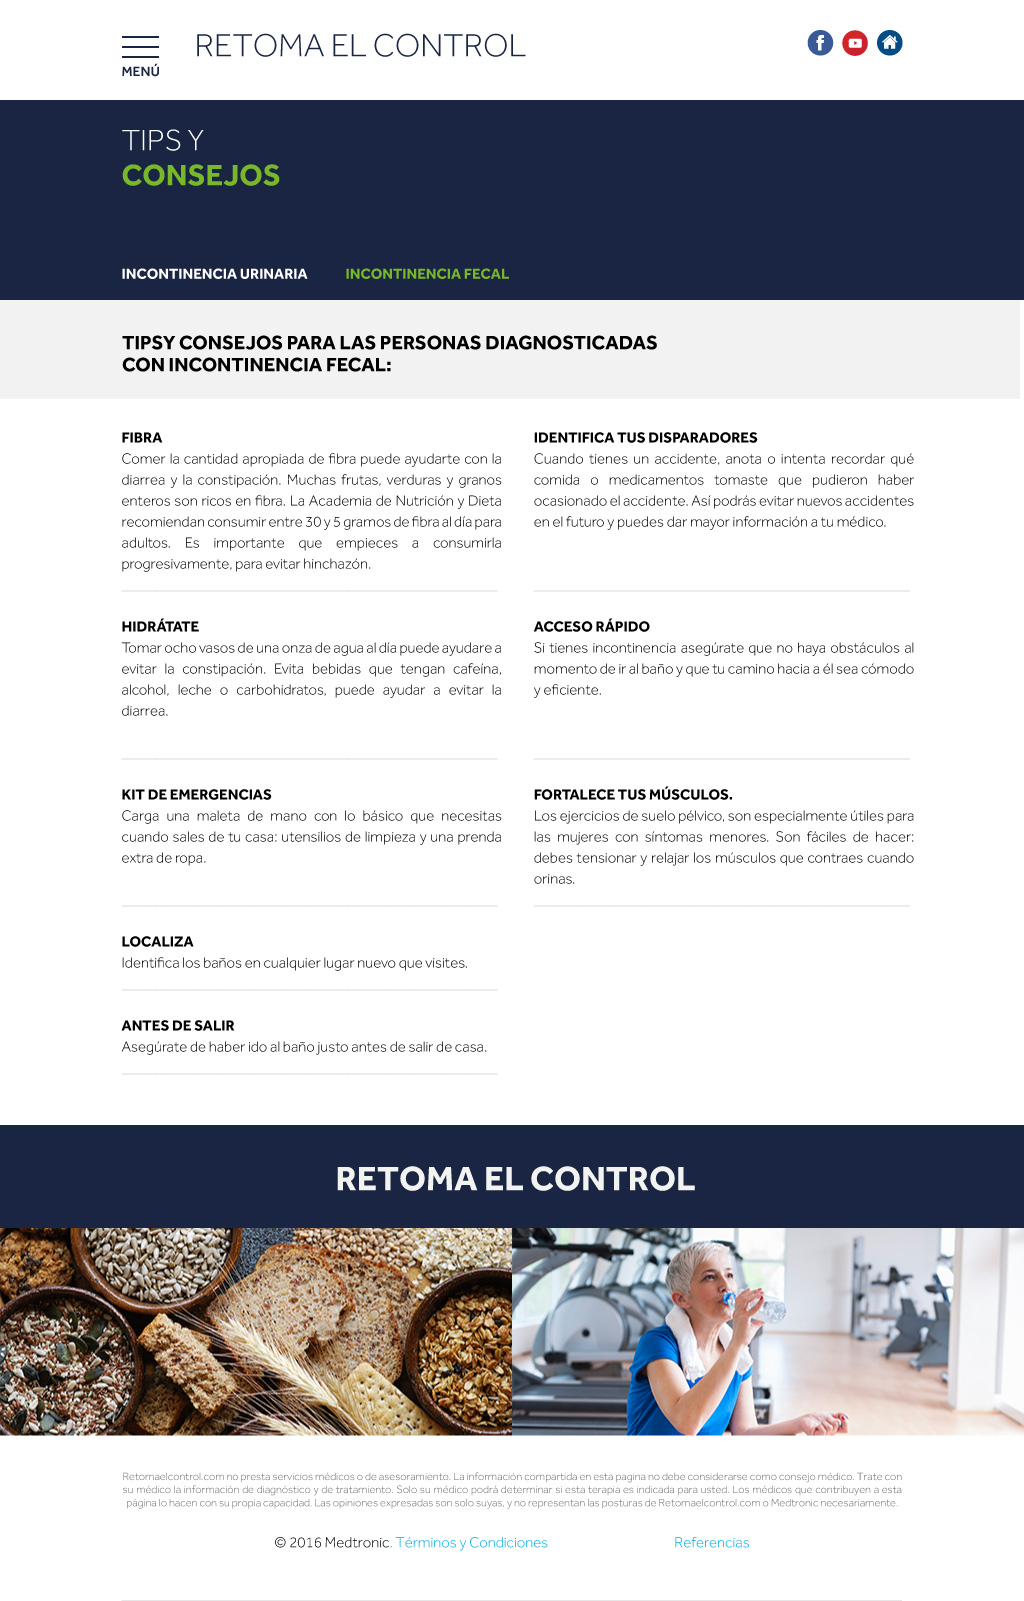 MENÚ
RETOMA EL CONTROL
TIPS Y
CONSEJOS
INCONTINENCIA URINARIA
INCONTINENCIA FECAL
TIPSY CONSEJOS PARA LAS PERSONAS DIAGNOSTICADAS
CON INCONTINENCIA FECAL:
FIBRA
Comer la cantidad apropiada de fibra puede ayudarte con la
diarrea y la constipación. Muchas frutas, verduras y granos
enteros son ricos en fibra. La Academia de Nutrición y Dieta
recomiendan consumir entre 30 y 5 gramos de fibra al día para
adultos. Es importante que empieces a consumirla
progresivamente, para evitar hinchazón.
IDENTIFICA TUS DISPARADORES
Cuando tienes un accidente, anota o intenta recordar qué
comida o medicamentos tomaste que pudieron haber
ocasionado el accidente. Así podrás evitar nuevos accidentes
en el futuro y puedes dar mayor información a tu médico.
HIDRÁTATE
Tomar ocho vasos de una onza de agua al día puede ayudare a
evitar la constipación. Evita bebidas que tengan cafeína,
alcohol, leche o carbohidratos, puede ayudar a evitar la
diarrea.
ACCESO RÁPIDO
Si tienes incontinencia asegúrate que no haya obstáculos al
momento de ir al baño y que tu camino hacia a él sea cómodo
y eficiente.
KIT DE EMERGENCIAS
Carga una maleta de mano con lo básico que necesitas
cuando sales de tu casa: utensilios de limpieza y una prenda
extra de ropa.
FORTALECE TUS MÚSCULOS.
Los ejercicios de suelo pélvico, son especialmente útiles para
las mujeres con síntomas menores. Son fáciles de hacer:
debes tensionar y relajar los músculos que contraes cuando
orinas.
LOCALIZA
Identifica los baños en cualquier lugar nuevo que visites.
ANTES DE SALIR
Asegúrate de haber ido al baño justo antes de salir de casa.
RETOMA EL CONTROL
Retomaelcontrol.com no presta servicios médicos o de asesoramiento. La información compartida en esta pagina no debe considerarse como consejo médico. Trate con
su médico la información de diagnóstico y de tratamiento. Solo su médico podrá determinar si esta terapia es indicada para usted. Los médicos que contribuyen a esta
página lo hacen con su propia capacidad. Las opiniones expresadas son solo suyas, y no representan las posturas de Retomaelcontrol.com o Medtronic necesariamente.
© 2016 Medtronic. Términos y Condiciones
Referencias